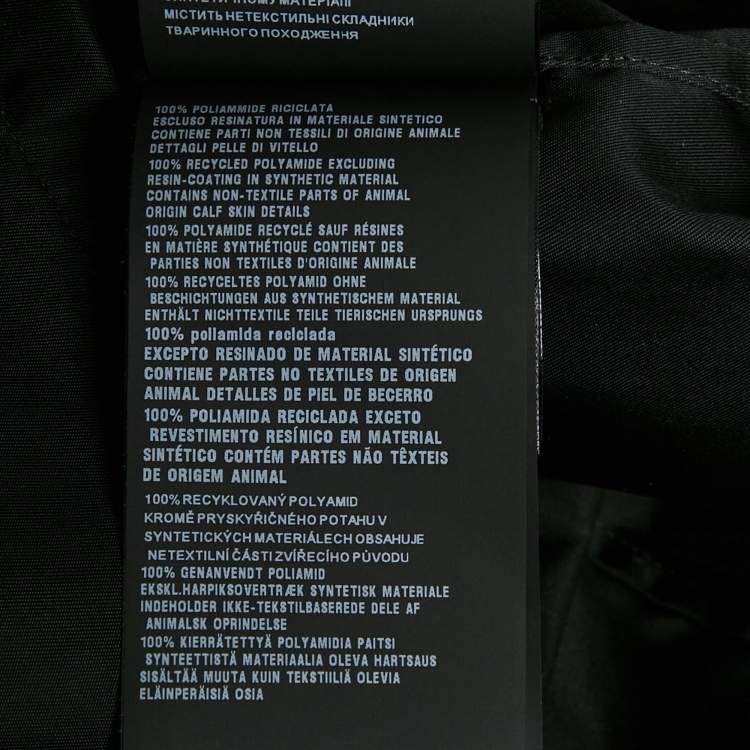 СИНТЕТИЧНОМУ МАТЕРІАЛІ
МІСТИТЬ НЕТЕКСТИЛЬНІ СКЛАДНИКИ
ТВАРИННОГО ПОХОДЖЕННЯ
100% POLIAMMIDE RICICLATA
ESCLUSO RESINATURA IN MATERIALE SINTETICO
CONTIENE PARTI NON TESSILI DI ORIGINE ANIMALE
DETTAGLI PELLE DI VITELLO
100% RECYCLED POLYAMIDE EXCLUDING
RESIN-COATING IN SYNTHETIC MATERIAL
CONTAINS NON-TEXTILE PARTS OF ANIMAL
ORIGIN CALF SKIN DETAILS
100% POLYAMIDE RECYCLÉ SAUF RÉSINES
EN MATIÈRE SYNTHÉTIQUE CONTIENT DES
PARTIES NON TEXTILES D'ORIGINE ANIMALE
100% RECYCELTES POLYAMID OHNE
BESCHICHTUNGEN AUS SYNTHETISCHEM MATERIAL
ENTHÄLT NICHTTEXTILE TEILE TIERISCHEN URSPRUNGS
100% poliamida reciclada
EXCEPTO RESINADO DE MATERIAL SINTÉTICO
CONTIENE PARTES NO TEXTILES DE ORIGEN
ANIMAL DETALLES DE PIEL DE BECERRO
100% POLIAMIDA RECICLADA EXCETO
REVESTIMENTO RESÍNICO EM MATERIAL
SINTÉTICO CONTÉM PARTES NÃO TÊXTEIS
DE ORIGEM ANIMAL
100% RECYKLOVANÝ POLYAMID
KROMĚ PRYSKYŘIČNÉHO POTAHU V
SYNTETICKÝCH MATERIÁLECH OBSAHUJE
NETEXTILNÍ ČÁSTI ZVÍŘECÍHO PŮVODU
100% GENANVENDT POLIAMID
EKSKL.HARPIKSOVERTRÆK SYNTETISK MATERIALE
INDEHOLDER IKKE-TEKSTILBASEREDE DELE AF
ANIMALSK OPRINDELSE
100% KIERRÄTETTYÄ POLYAMIDIA PAITSI
SYNTEETTISTÄ MATERIAALIA OLEVA HARTSAUS
SISÄLTÄÄ MUUTA KUIN TEKSTIILIÄ OLEVIA
ELÄINPERÄISIÄ OSIA